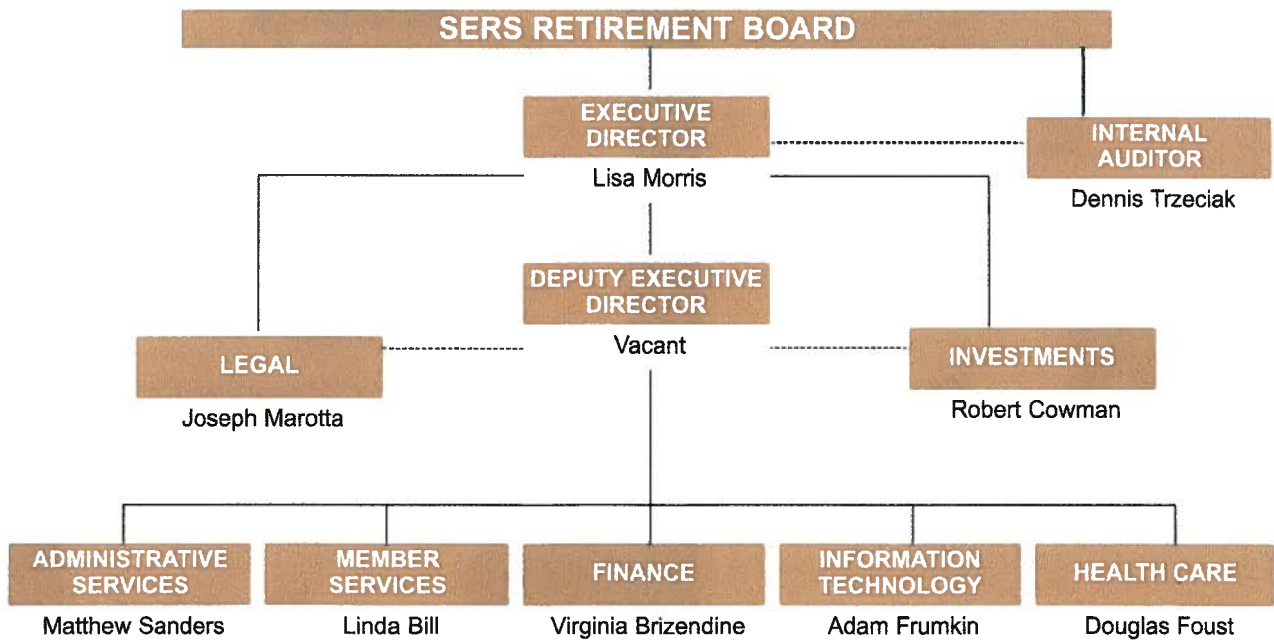 SERS RETIREMENT BOARD
EXECUTIVE
DIRECTOR
Lisa Morris
INTERNAL
AUDITOR
Dennis Trzeciak
DEPUTY EXECUTIVE
DIRECTOR
Vacant
LEGAL
Joseph Marotta
INVESTMENTS
Robert Cowman
ADMINISTRATIVE
SERVICES
Matthew Sanders
MEMBER
SERVICES
Linda Bill
FINANCE
Virginia Brizendine
INFORMATION
TECHNOLOGY
Adam Frumkin
HEALTH CARE
Douglas Foust